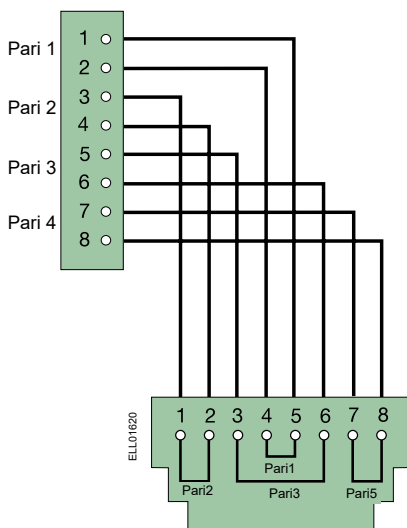 Pari 1
1
2
Pari 2
3
4
Pari 3
5
6
Pari 4
7
8
ELL01620
1 2 3 4 5 6 7 8
Pari1
Pari2 Pari3 Pari5